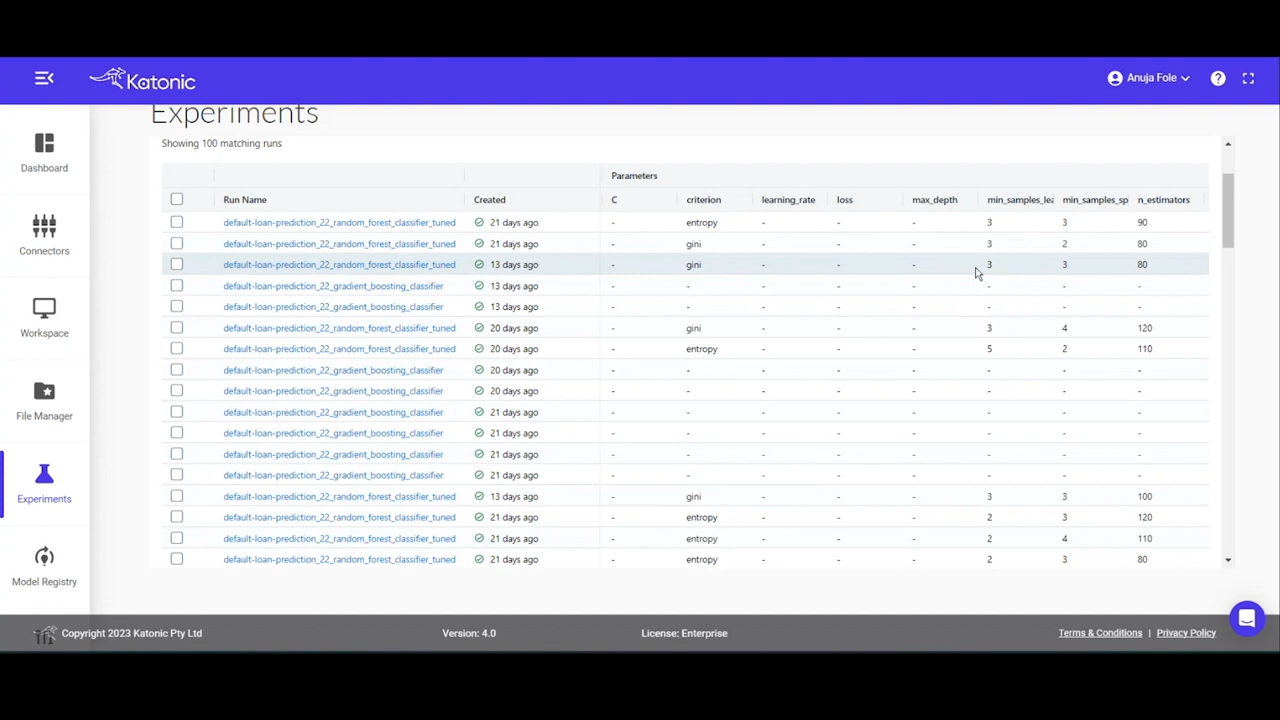 Katonic
Anuja Fole
Experiments
Showing 100 matching runs
Dashboard
Connectors
Workspace
File Manager
Experiments
Model Registry
Parameters
Run Name Created C criterion learning_rate loss max_depth min_samples_lea min_samples_sp n_estimators
default-loan-prediction_22_random_forest_classifier_tuned 21 days ago - entropy - - - 3 3 90
default-loan-prediction_22_random_forest_classifier_tuned 21 days ago - gini - - - 3 2 80
default-loan-prediction_22_random_forest_classifier_tuned 13 days ago - gini - - - 3 3 80
default-loan-prediction_22_gradient_boosting_classifier 13 days ago - - - - - - - -
default-loan-prediction_22_gradient_boosting_classifier 13 days ago - - - - - - - -
default-loan-prediction_22_random_forest_classifier_tuned 20 days ago - gini - - - 3 4 120
default-loan-prediction_22_random_forest_classifier_tuned 20 days ago - entropy - - - 5 2 110
default-loan-prediction_22_gradient_boosting_classifier 20 days ago - - - - - - - -
default-loan-prediction_22_gradient_boosting_classifier 20 days ago - - - - - - - -
default-loan-prediction_22_gradient_boosting_classifier 21 days ago - - - - - - - -
default-loan-prediction_22_gradient_boosting_classifier 21 days ago - - - - - - - -
default-loan-prediction_22_gradient_boosting_classifier 21 days ago - - - - - - - -
default-loan-prediction_22_gradient_boosting_classifier 21 days ago - - - - - - - -
default-loan-prediction_22_random_forest_classifier_tuned 13 days ago - gini - - - 3 3 100
default-loan-prediction_22_random_forest_classifier_tuned 21 days ago - entropy - - - 2 3 120
default-loan-prediction_22_random_forest_classifier_tuned 21 days ago - entropy - - - 2 4 110
default-loan-prediction_22_random_forest_classifier_tuned 21 days ago - entropy - - - 2 3 80
Copyright 2023 Katonic Pty Ltd Version: 4.0 License: Enterprise Terms & Conditions | Privacy Policy